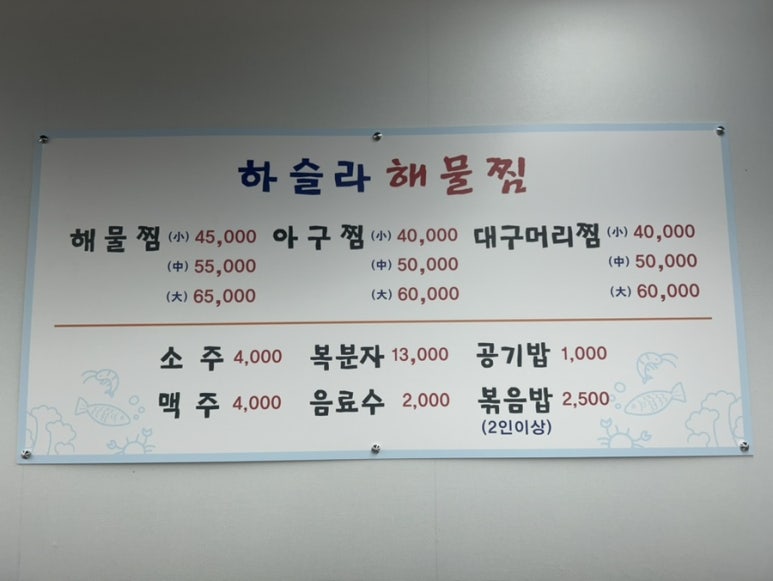 하슬라 해물찜
해물찜 (小) 45,000 아구찜 (小) 40,000 대구머리찜 (小) 40,000
(中) 55,000 (中) 50,000 (中) 50,000
(大) 65,000 (大) 60,000 (大) 60,000
소주 4,000 복분자 13,000 공기밥 1,000
맥주 4,000 음료수 2,000 볶음밥 2,500
(2인이상)